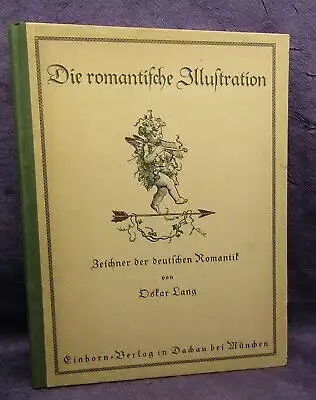 Die romantische Illustration
Zeichner der deutschen Romantik
von
Oskar Lang
Einhorn-Verlag in Dachau bei München